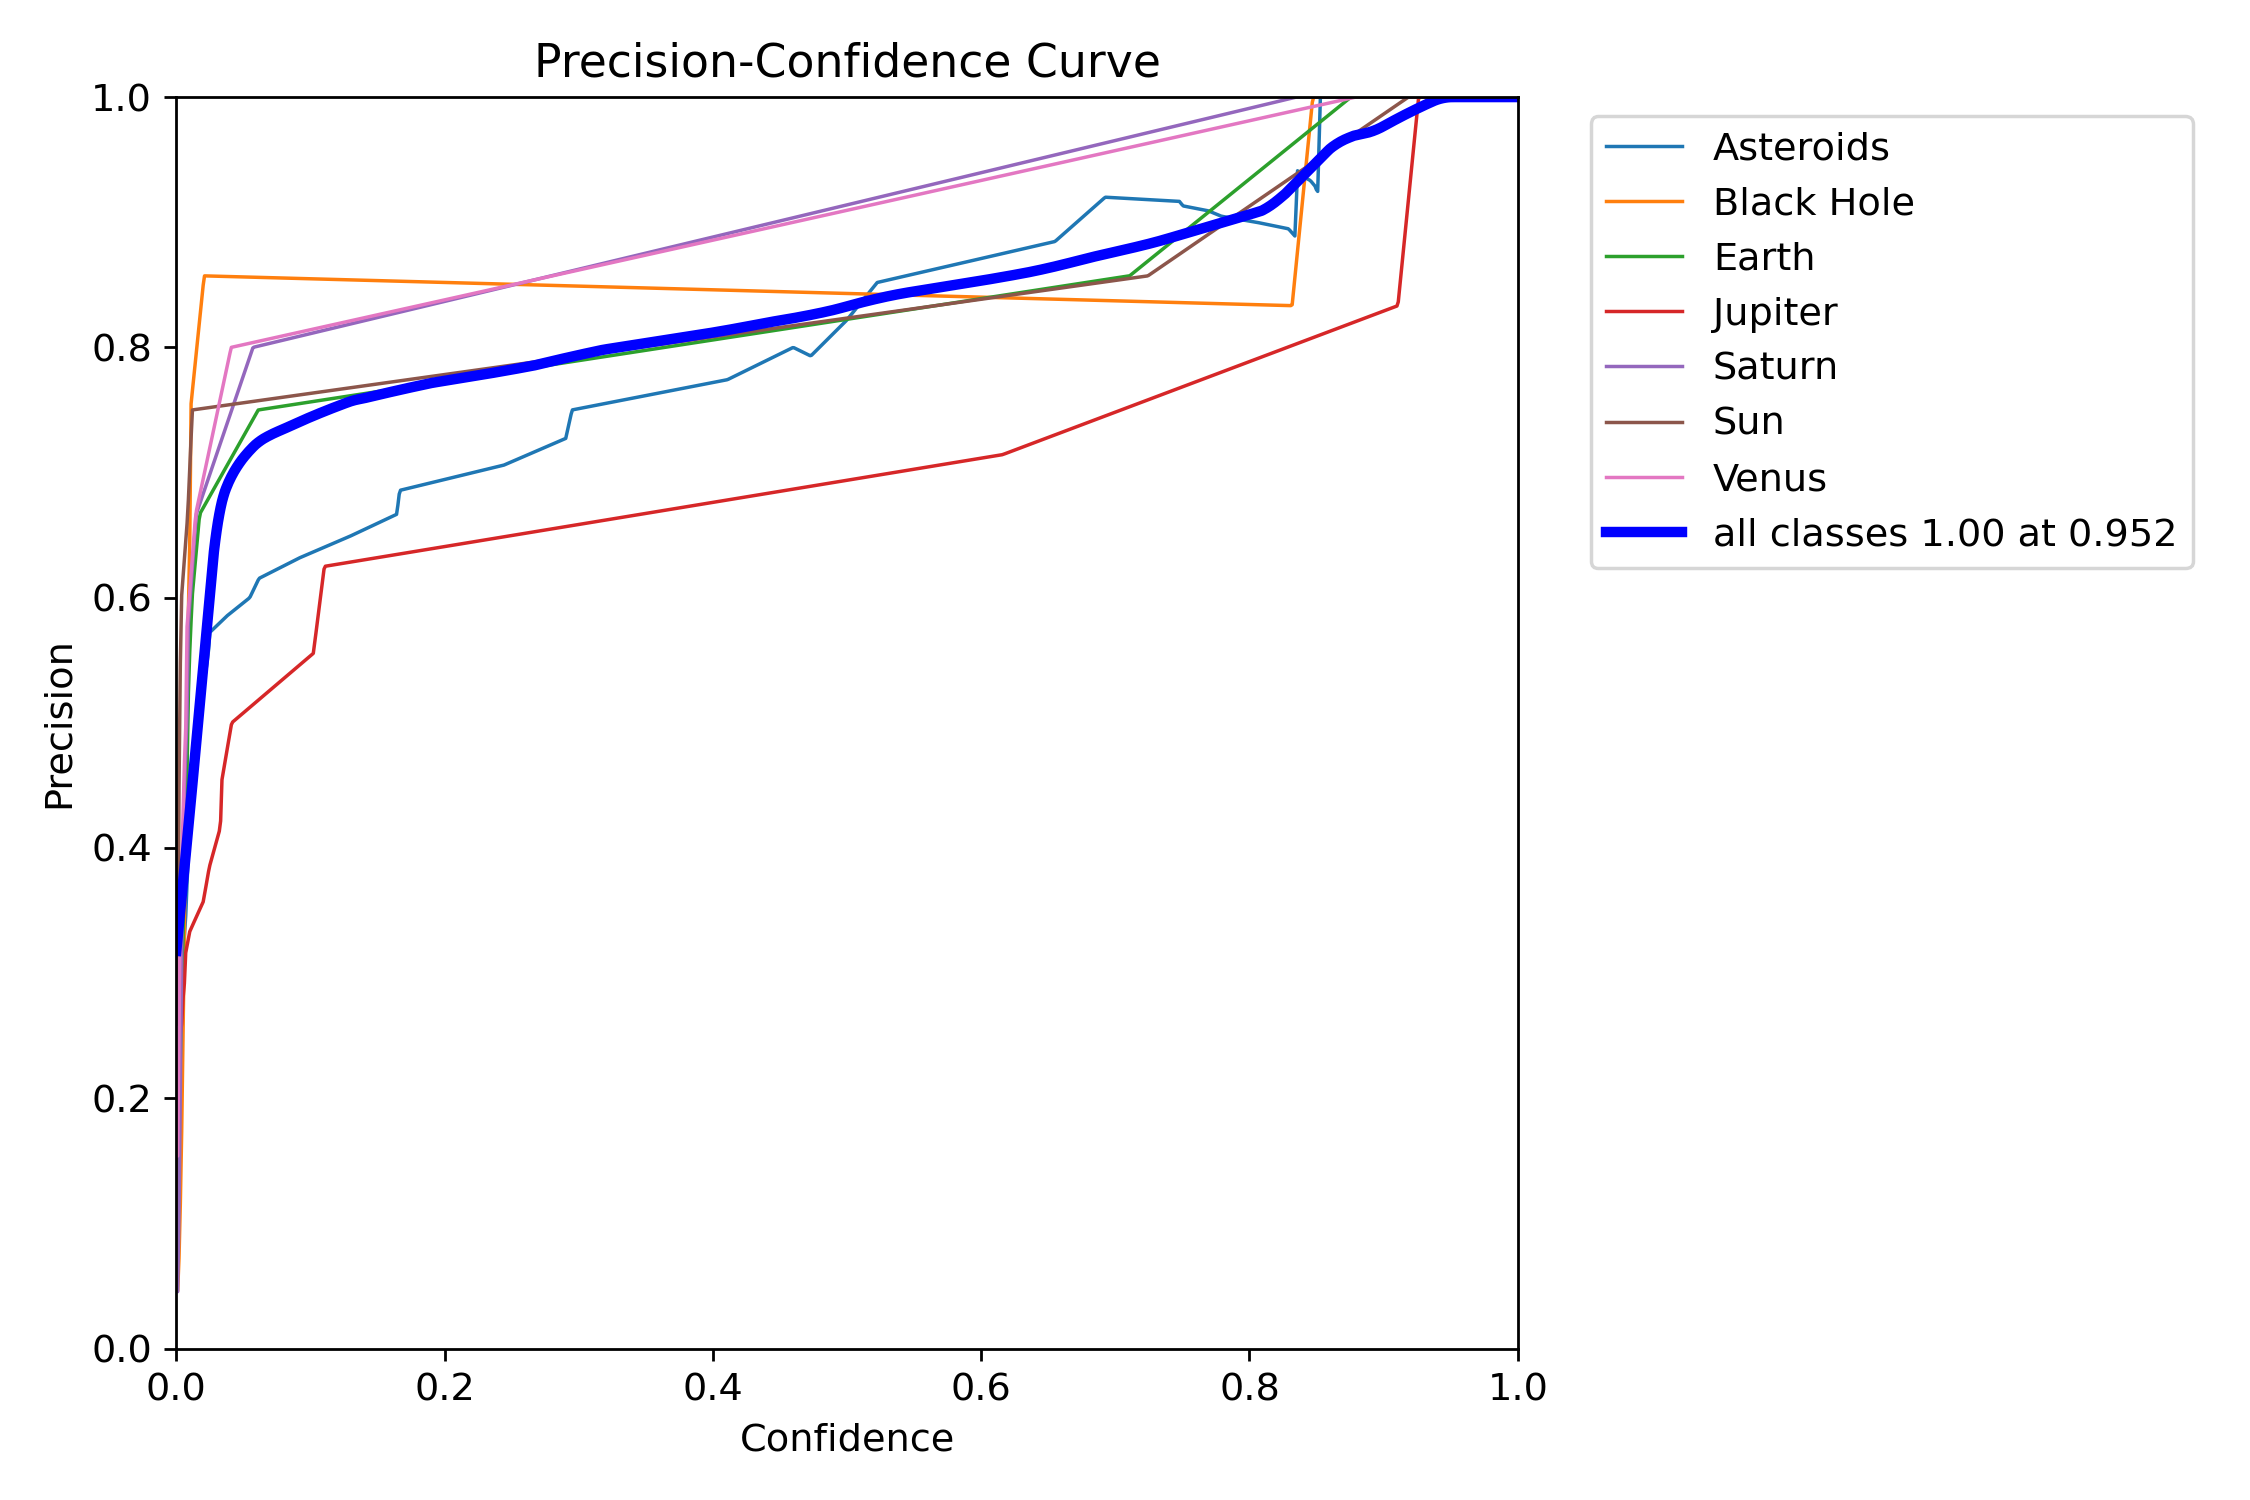 Precision-Confidence Curve
1.0
0.8
0.6
0.4
0.2
0.0
Precision
0.0 0.2 0.4 0.6 0.8 1.0
Confidence
Asteroids
Black Hole
Earth
Jupiter
Saturn
Sun
Venus
all classes 1.00 at 0.952